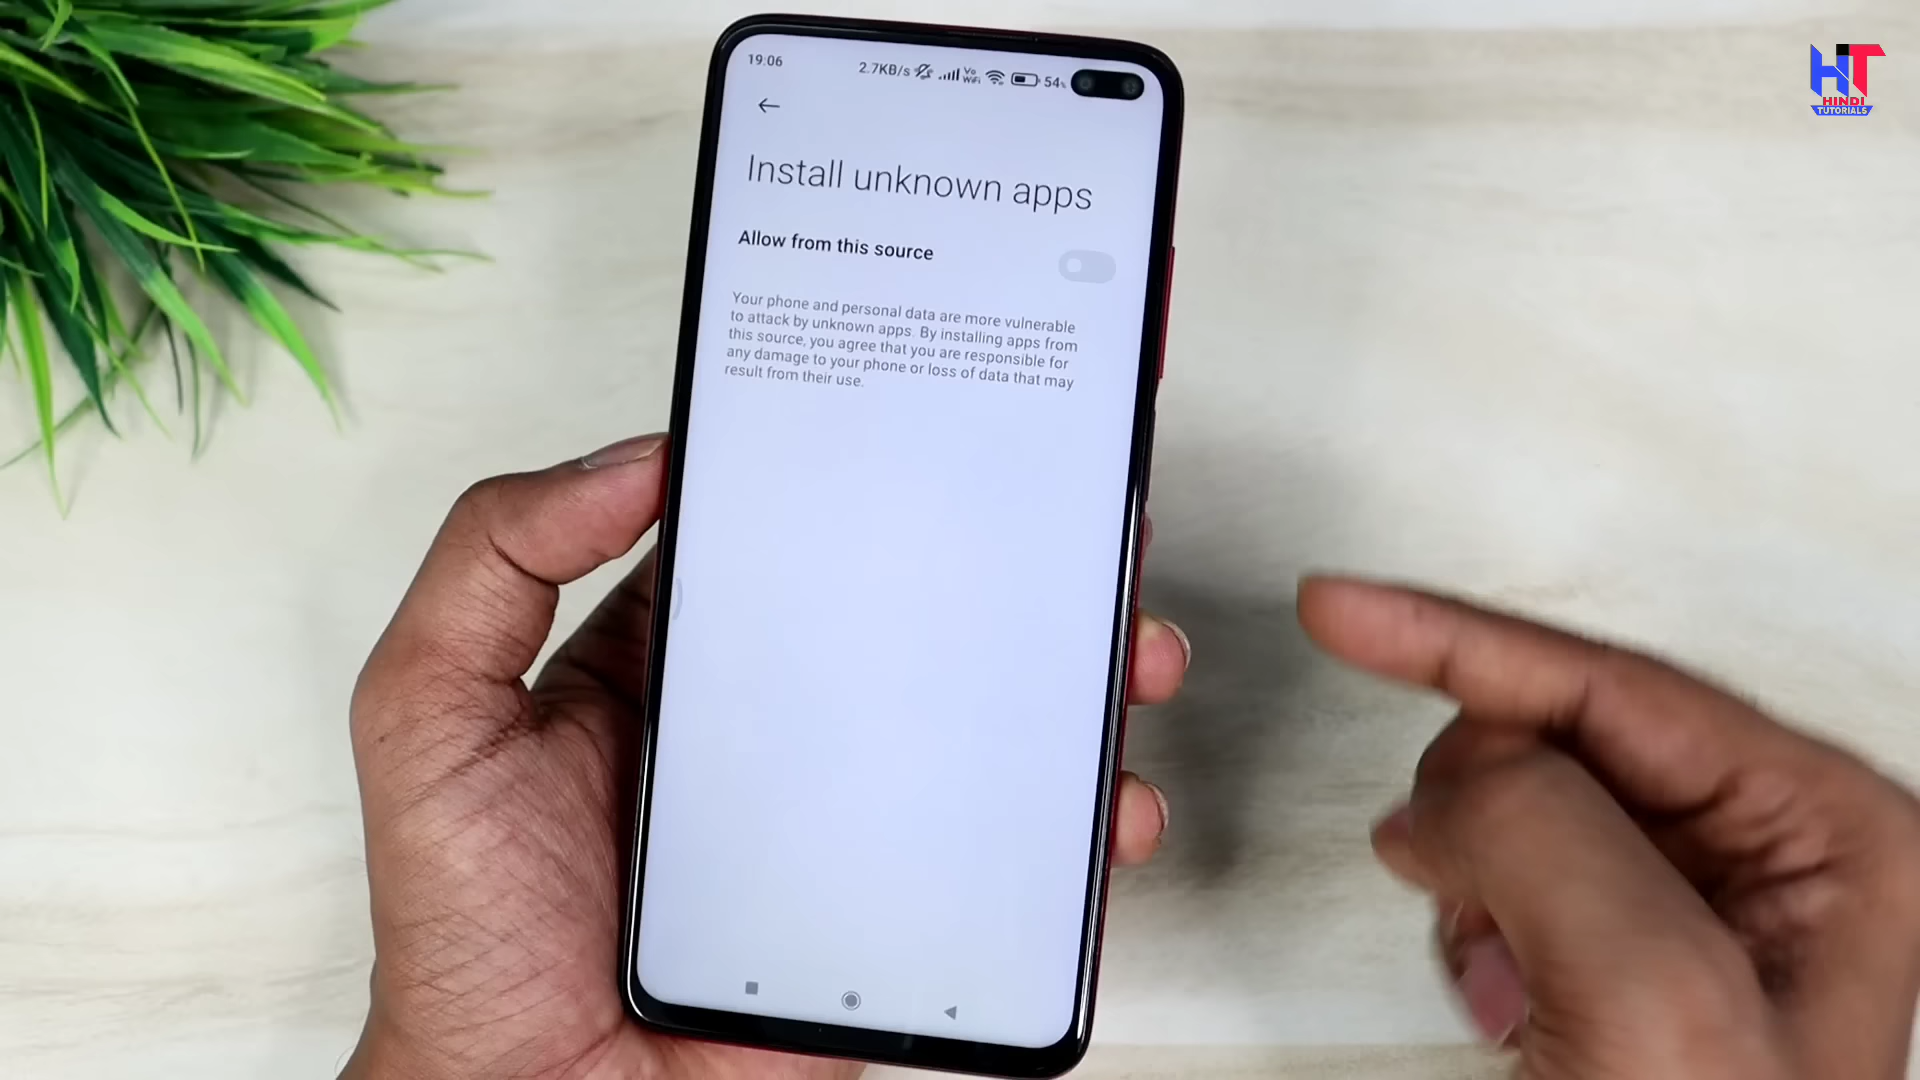 19:06
2.7KB/s Vo WiFi 54%
Install unknown apps
Allow from this source
Your phone and personal data are more vulnerable
to attack by unknown apps. By installing apps from
this source, you agree that you are responsible for
any damage to your phone or loss of data that may
result from their use.
HT
HINDI
TUTORIALS